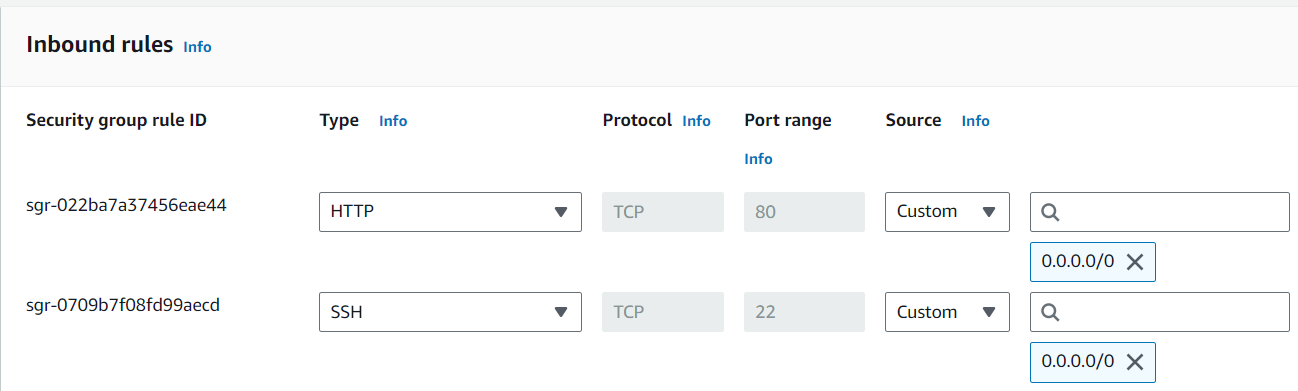 Inbound rules Info
Security group rule ID Type Info Protocol Info Port range Info Source Info
sgr-022ba7a37456eae44 HTTP TCP 80 Custom
0.0.0.0/0
sgr-0709b7f08fd99aecd SSH TCP 22 Custom
0.0.0.0/0